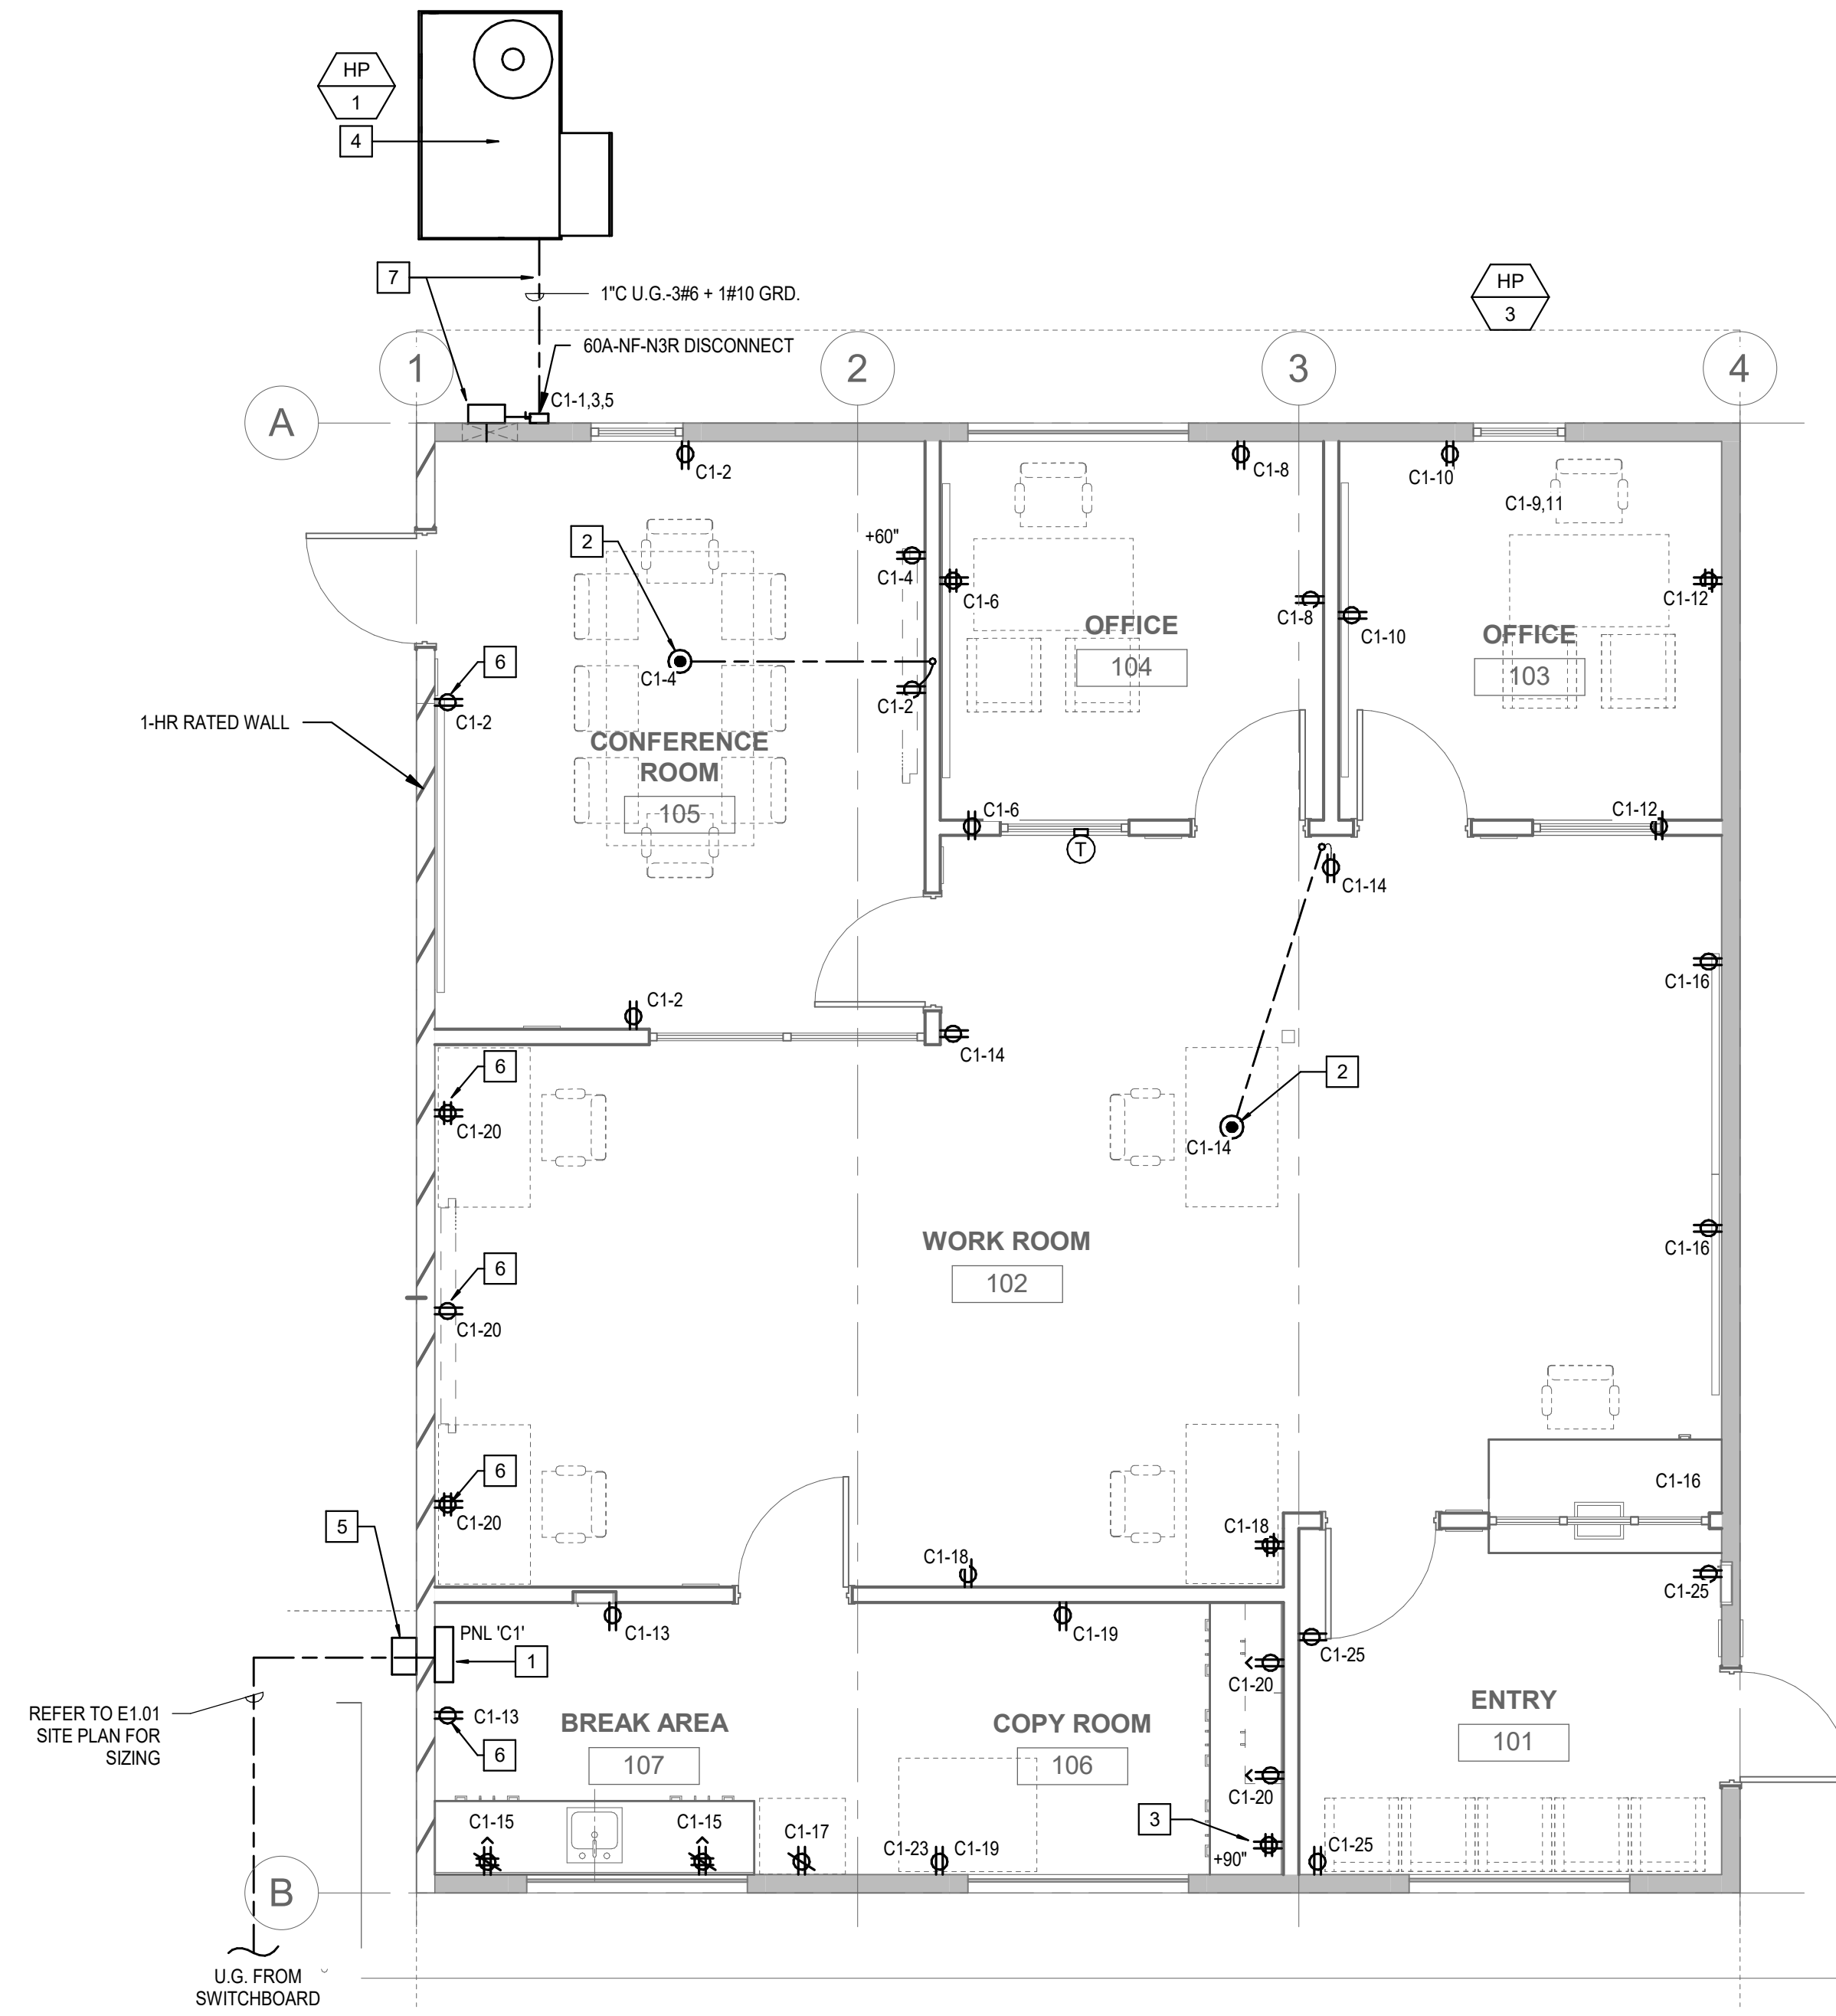 HP
1
4
7
1"C U.G.-3#6 + 1#10 GRD.
HP
3
60A-NF-N3R DISCONNECT
1
2
3
4
C1-1,3,5
A
C1-2
C1-8
C1-10
C1-9,11
2
+60"
C1-4
C1-6
C1-8
C1-12
C1-10
OFFICE
104
OFFICE
103
6
C1-4
C1-2
C1-2
1-HR RATED WALL
CONFERENCE
ROOM
105
C1-6
C1-12
T
C1-14
C1-16
C1-2
C1-14
6
2
C1-20
C1-14
WORK ROOM
102
C1-16
6
C1-20
6
C1-16
C1-20
5
C1-18
C1-18
C1-25
PNL 'C1'
1
C1-13
C1-19
C1-25
C1-20
REFER TO E1.01
SITE PLAN FOR
SIZING
C1-13
6
BREAK AREA
107
COPY ROOM
106
ENTRY
101
C1-20
3
C1-15
C1-15
C1-17
C1-23
C1-19
+90"
C1-25
B
U.G. FROM
SWITCHBOARD